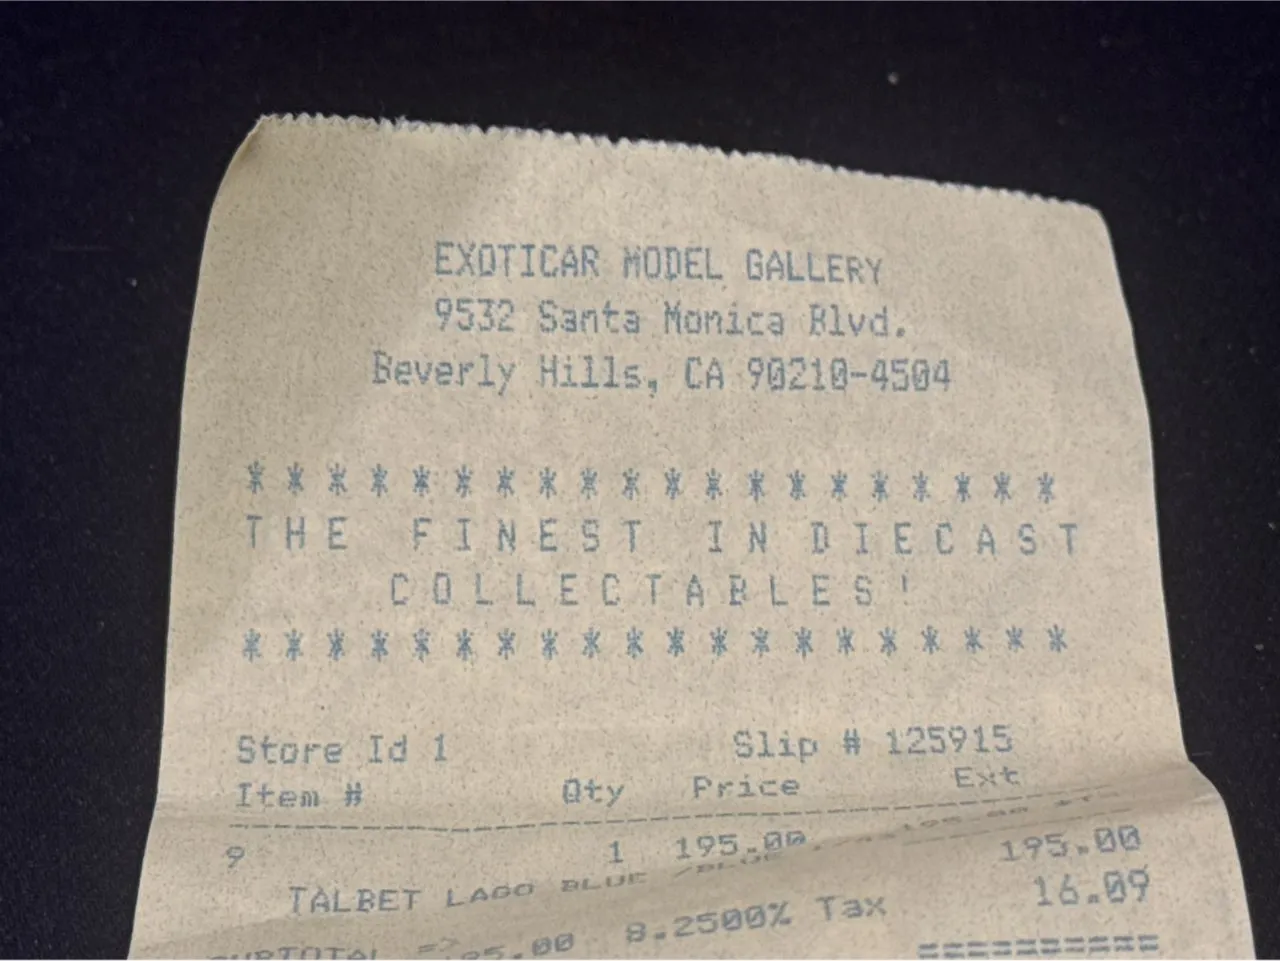 EXOTICAR MODEL GALLERY
9532 Santa Monica Blvd.
Beverly Hills, CA 90210-4504
* * * * * * * * * * * * * * * * * * * *
THE FINEST IN DIECAST
COLLECTABLES!
* * * * * * * * * * * * * * * * * * * *
Store Id 1 Slip # 125915
Item # Qty Price Ext
9 1 195.00 195.00
TALBET LAGO BLUE /BLUE
SUBTOTAL => 8.2500% Tax 16.09
==========